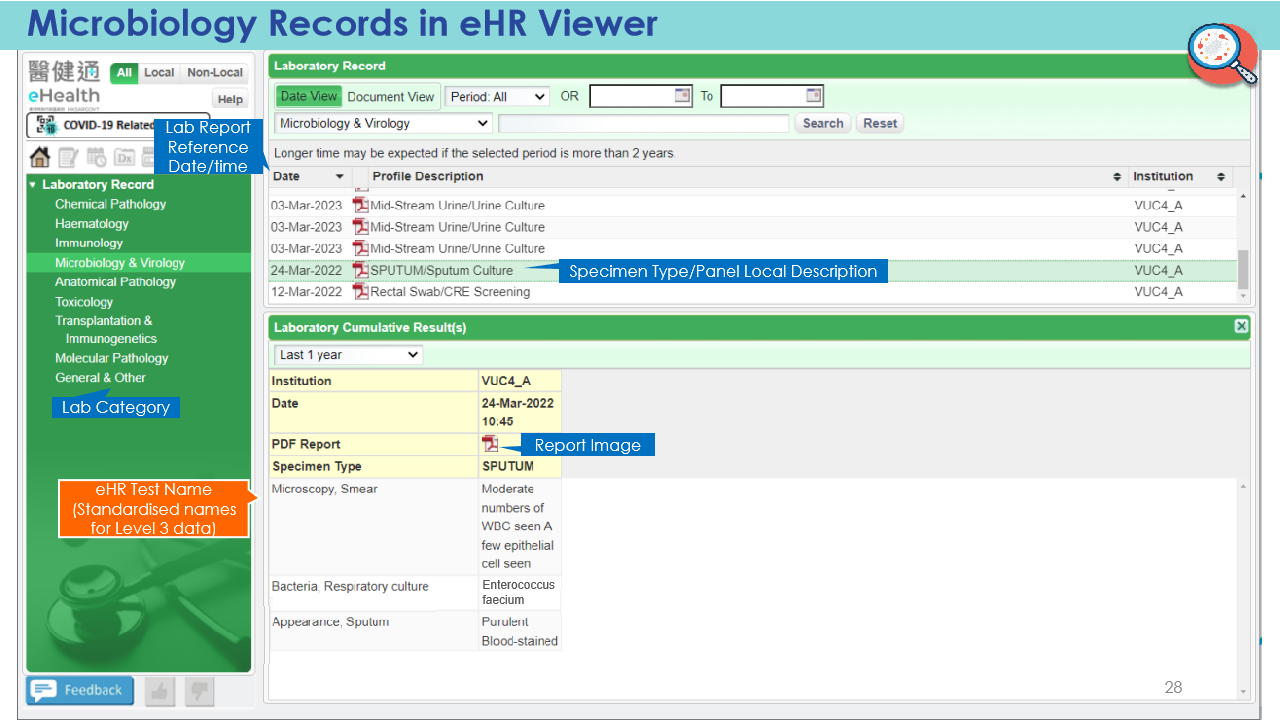 Microbiology Records in eHR Viewer
醫健通
eHealth
All Local Non-Local
Help
COVID-19 Relate
Lab Report
Reference
Date/time
Laboratory Record
Chemical Pathology
Haematology
Immunology
Microbiology & Virology
Anatomical Pathology
Toxicology
Transplantation &
Immunogenetics
Molecular Pathology
General & Other
Lab Category
eHR Test Name
(Standardised names
for Level 3 data)
Feedback
Laboratory Record
Date View Document View Period: All OR To
Microbiology & Virology Search Reset
Longer time may be expected if the selected period is more than 2 years.
Date Profile Description Institution
03-Mar-2023 Mid-Stream Urine/Urine Culture VUC4_A
03-Mar-2023 Mid-Stream Urine/Urine Culture VUC4_A
03-Mar-2023 Mid-Stream Urine/Urine Culture VUC4_A
24-Mar-2022 SPUTUM/Sputum Culture VUC4_A
Specimen Type/Panel Local Description
12-Mar-2022 Rectal Swab/CRE Screening VUC4_A
Laboratory Cumulative Result(s)
Last 1 year
Institution VUC4_A
Date 24-Mar-2022
10:45
PDF Report
Report Image
Specimen Type SPUTUM
Microscopy, Smear Moderate
numbers of
WBC seen A
few epithelial
cell seen
Bacteria, Respiratory culture Enterococcus
faecium
Appearance, Sputum Purulent
Blood-stained
28